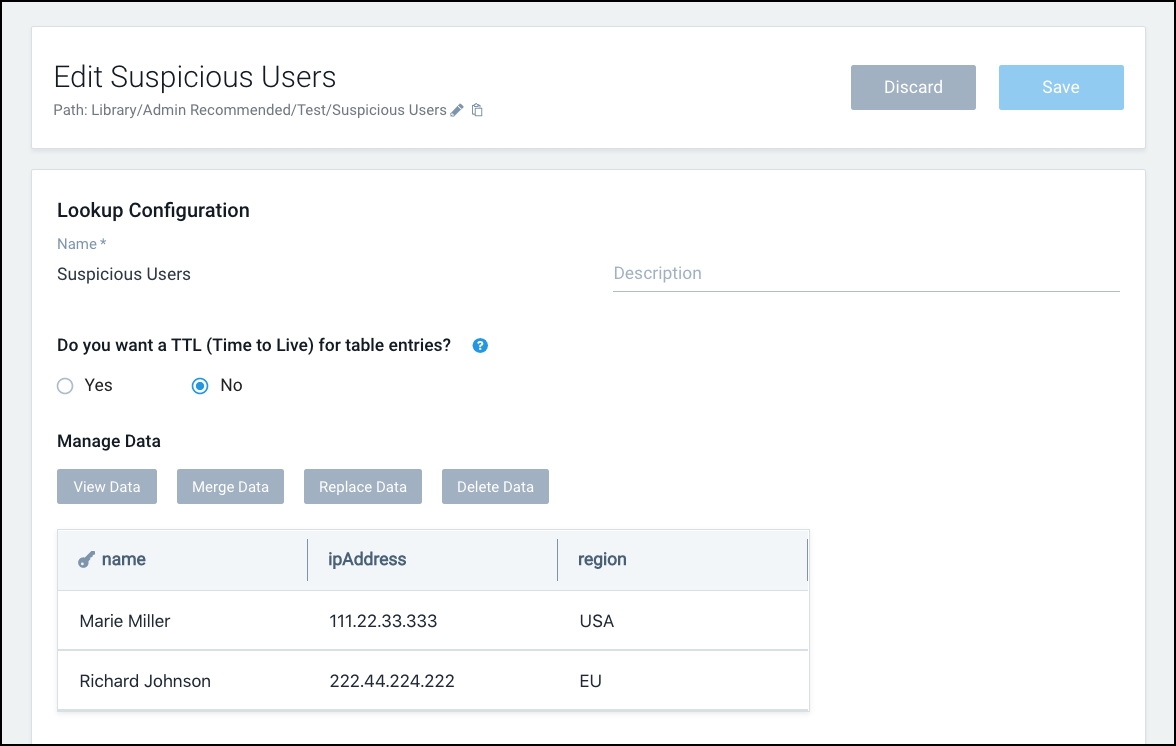 Edit Suspicious Users
Path: Library/Admin Recommended/Test/Suspicious Users
Discard
Save
Lookup Configuration
Name *
Suspicious Users
Description
Do you want a TTL (Time to Live) for table entries? ?
Yes
No
Manage Data
View Data
Merge Data
Replace Data
Delete Data
name ipAddress region
Marie Miller 111.22.33.333 USA
Richard Johnson 222.44.224.222 EU